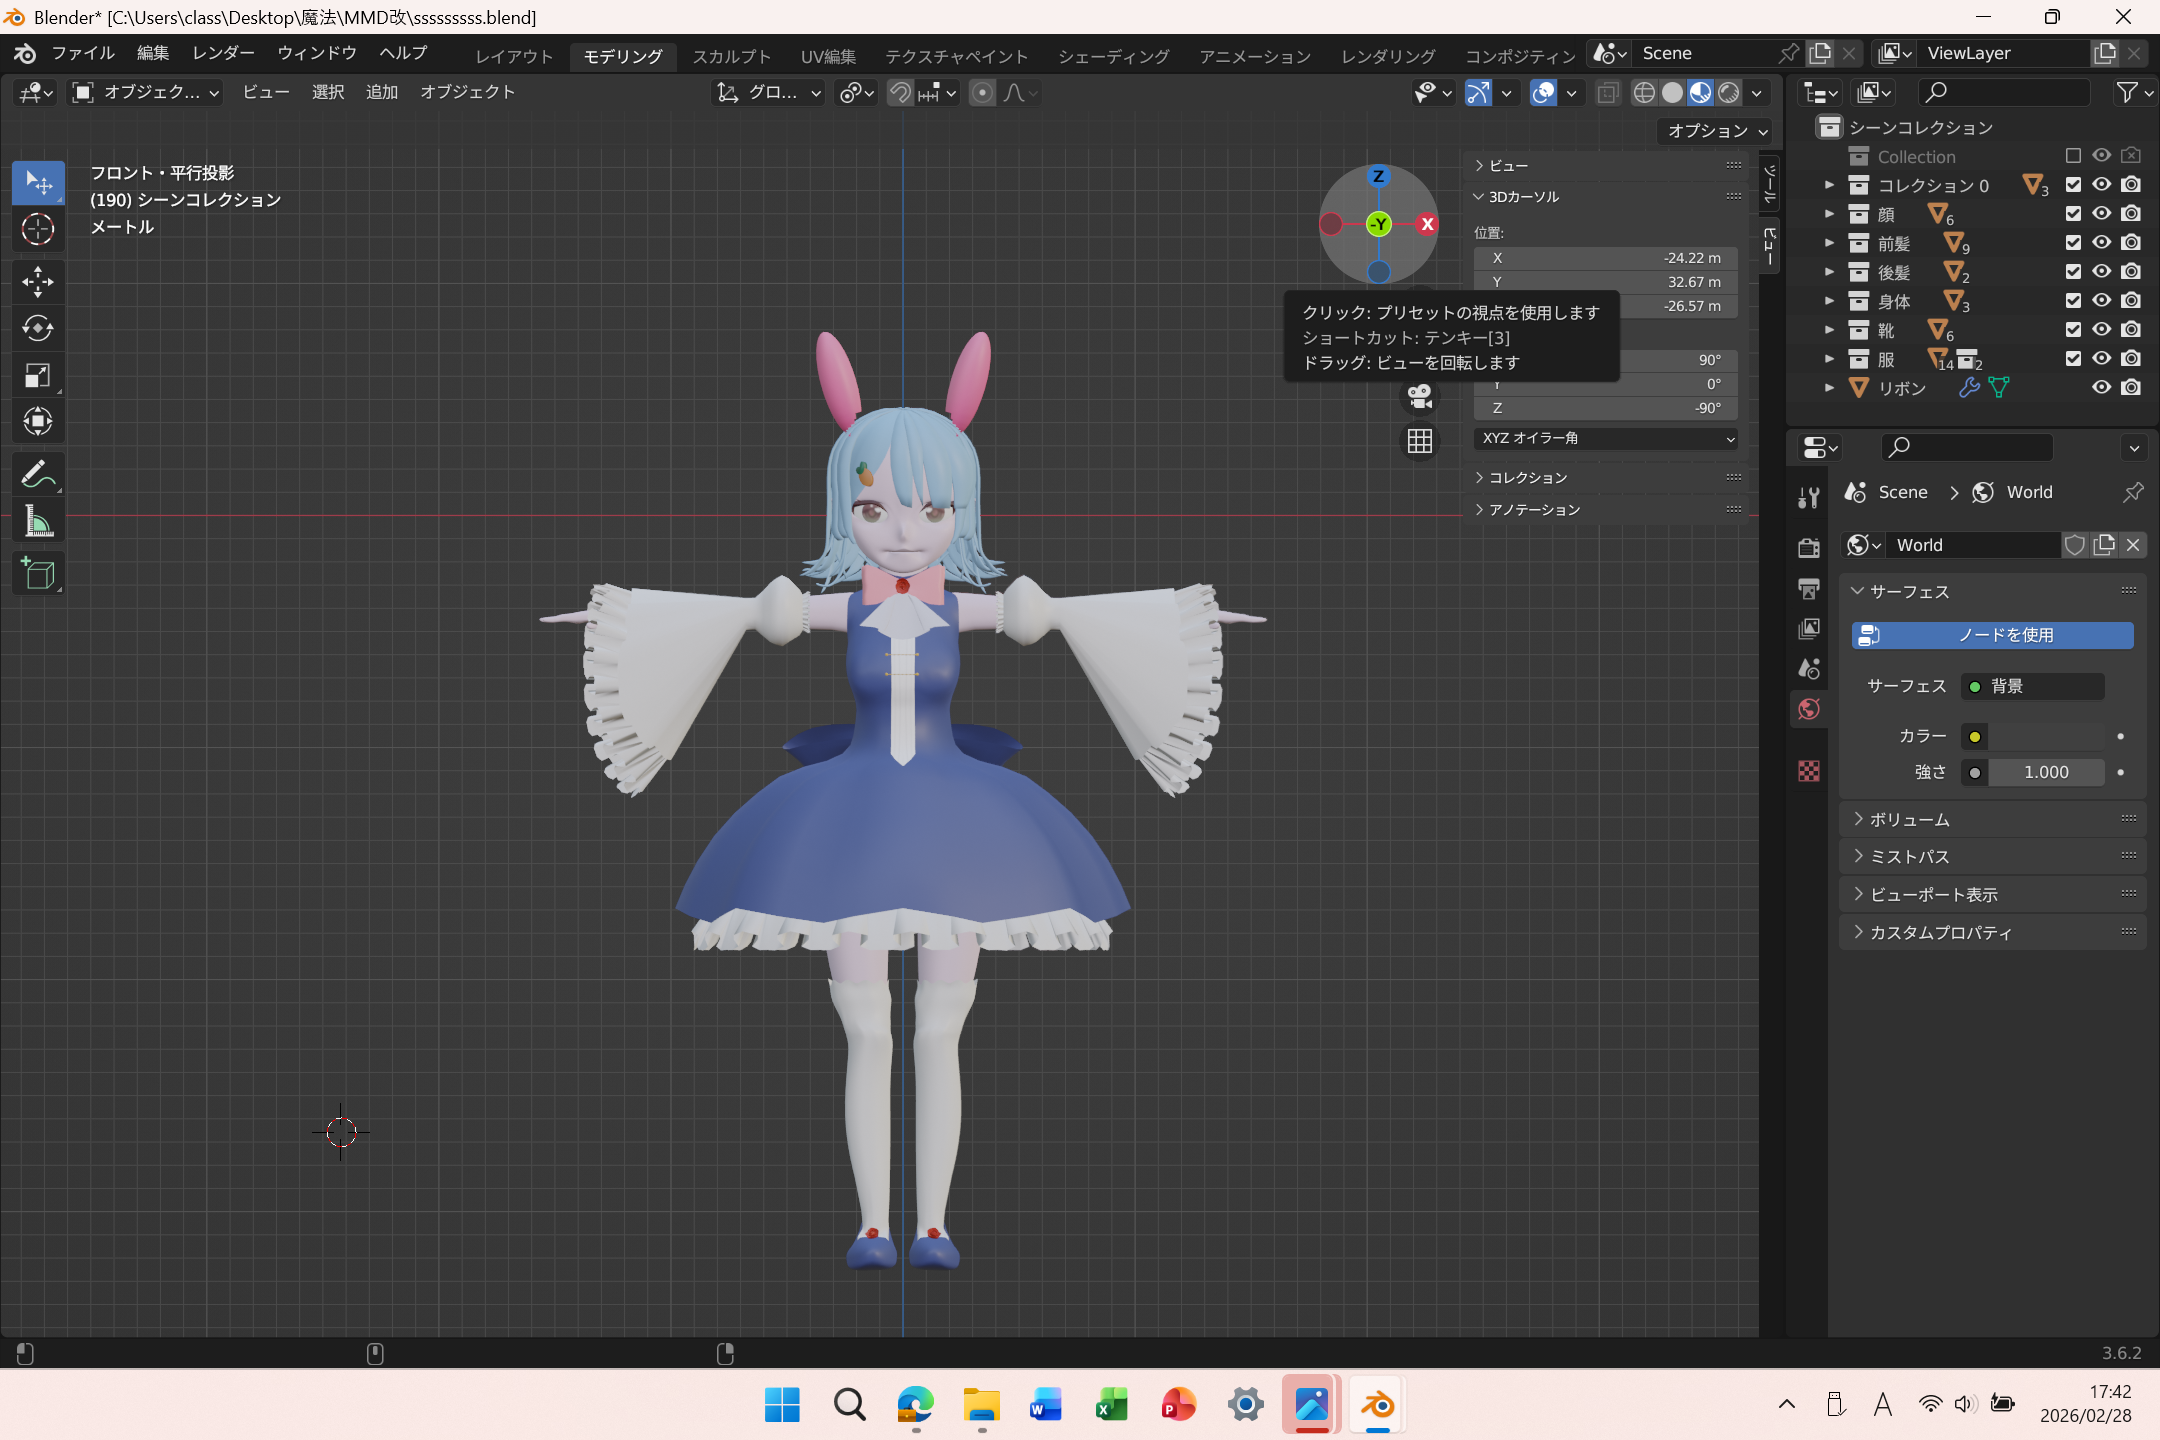 Blender* [C:\Users\class\Desktop\魔法\MMD改\sssssssss.blend]
ファイル 編集 レンダー ウィンドウ ヘルプ レイアウト モデリング スカルプト UV編集 テクスチャペイント シェーディング アニメーション レンダリング コンポジティン Scene ViewLayer
オブジェク... ビュー 選択 追加 オブジェクト グロ...
オプション
フロント・平行投影
(190) シーンコレクション
メートル
Z
-Y
X
ツール
ビュー
ビュー
3Dカーソル
位置:
X -24.22 m
Y 32.67 m
-26.57 m
クリック: プリセットの視点を使用します
ショートカット: テンキー[3]
ドラッグ: ビューを回転します
90°
Y 0°
Z -90°
XYZ オイラー角
コレクション
アノテーション
シーンコレクション
Collection
コレクション 0 3
顔 6
前髪 9
後髪 2
身体 3
靴 6
服 14 2
リボン
Scene World
World
サーフェス
ノードを使用
サーフェス 背景
カラー
強さ 1.000
ボリューム
ミストパス
ビューポート表示
カスタムプロパティ
3.6.2
A
17:42
2026/02/28